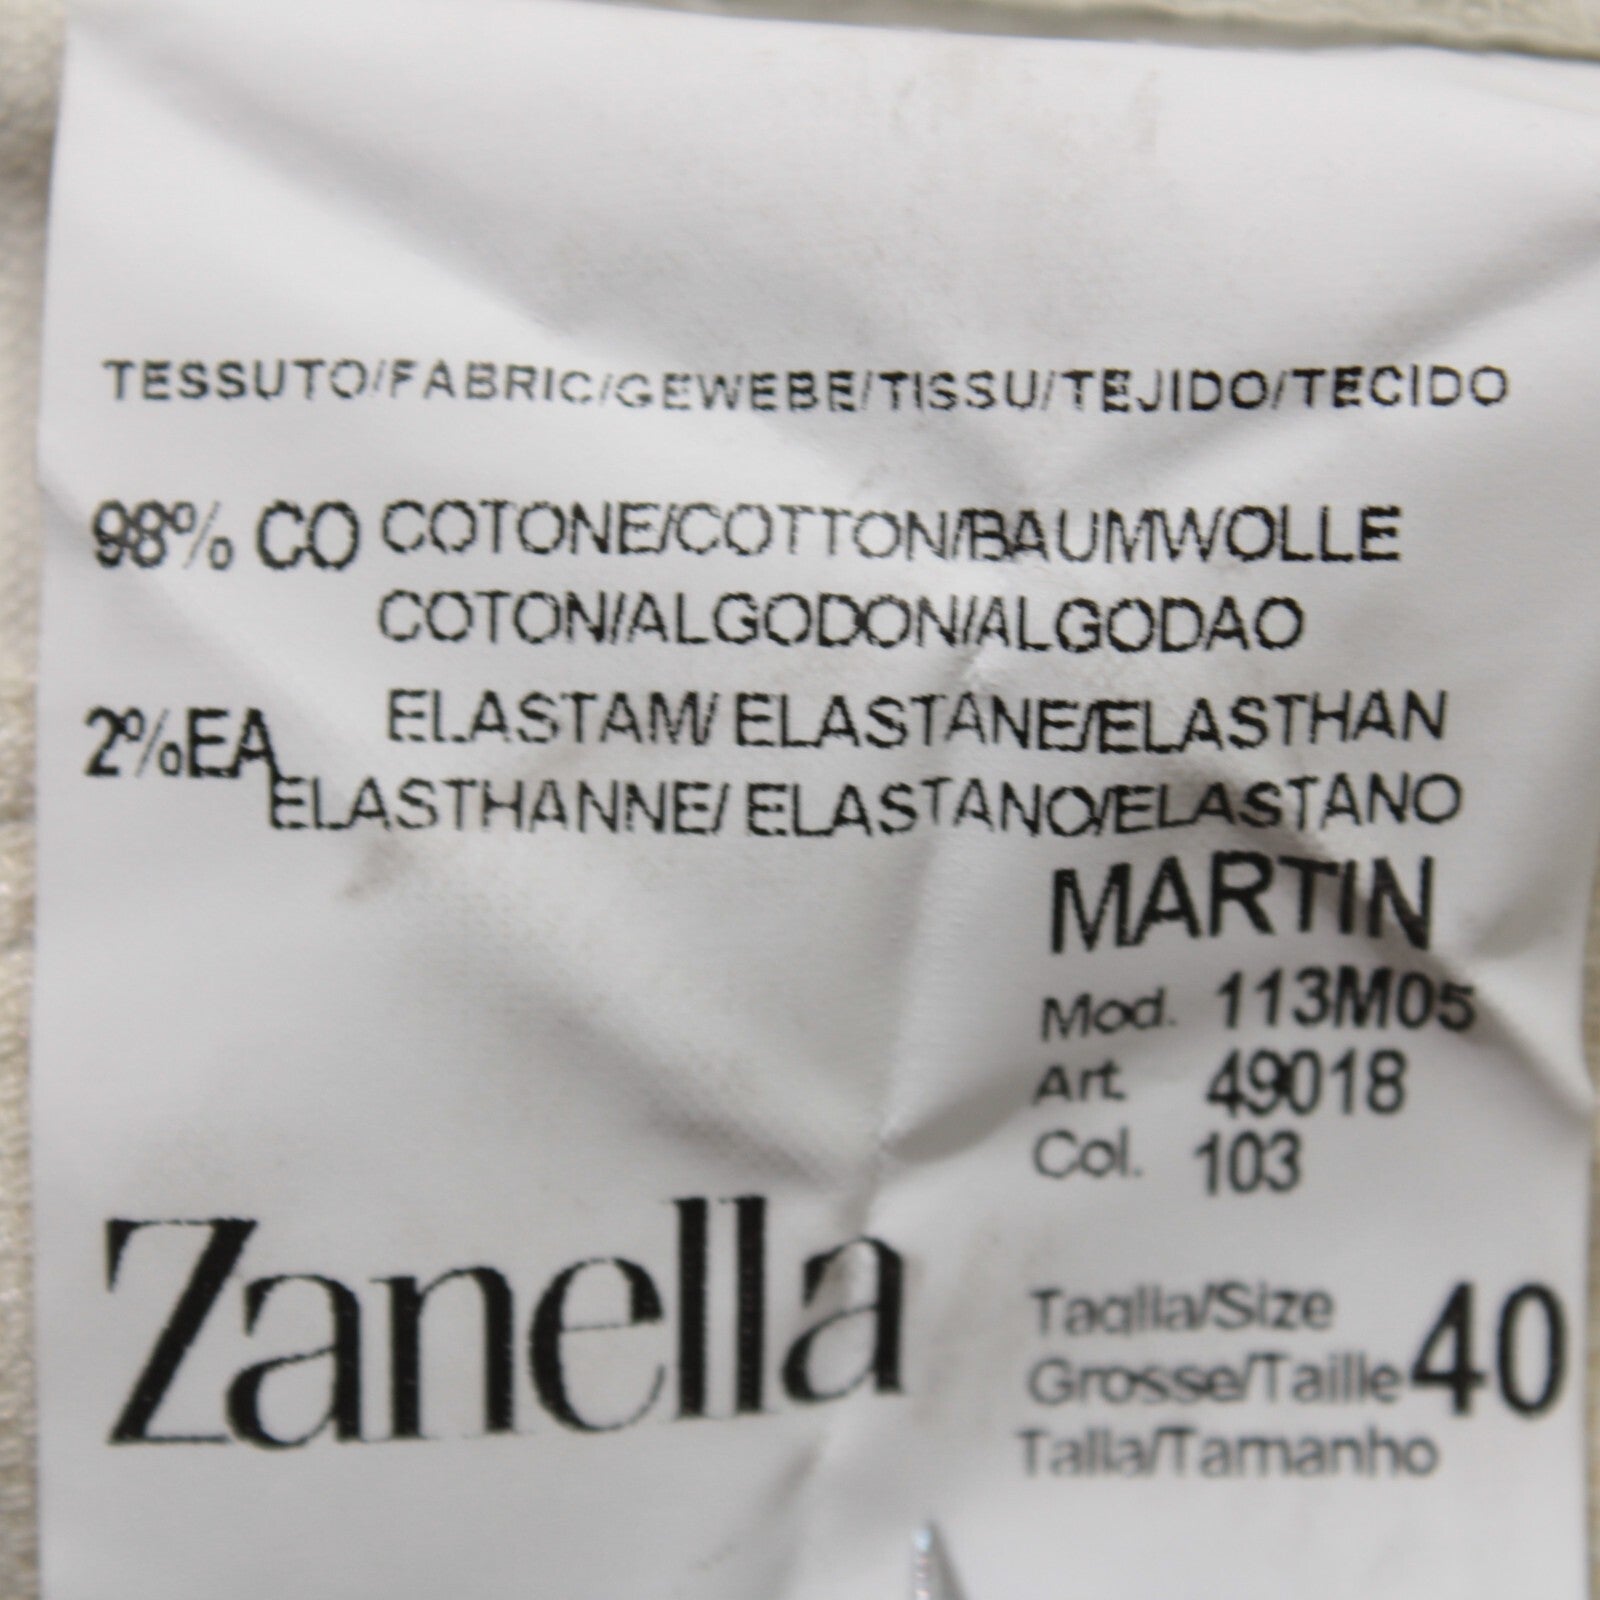 TESSUTO/FABRIC/GEWEBE/TISSU/TEJIDO/TECIDO
98% CO COTONE/COTTON/BAUMWOLLE
COTON/ALGODON/ALGODAO
2%EA ELASTAM/ ELASTANE/ELASTHAN
ELASTHANNE/ ELASTANO/ELASTANO
MARTIN
Mod. 113M05
Art. 49018
Col. 103
Zanella
Taglia/Size
Grosse/Taille 40
Talla/Tamanho